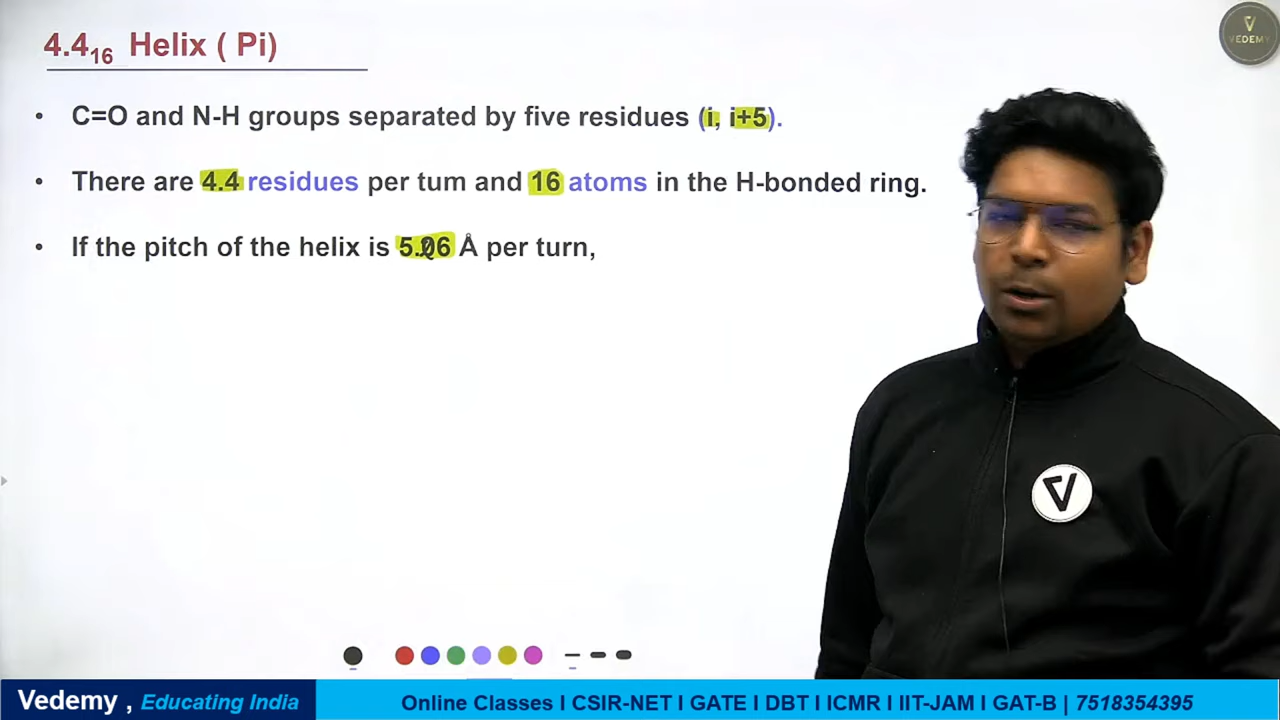 4.4₁₆ Helix ( Pi)
VEDEMY
• C=O and N-H groups separated by five residues (i, i+5).
• There are 4.4 residues per tum and 16 atoms in the H-bonded ring.
• If the pitch of the helix is 5.06 Å per turn,
Vedemy , Educating India
Online Classes I CSIR-NET I GATE I DBT I ICMR I IIT-JAM I GAT-B | 7518354395